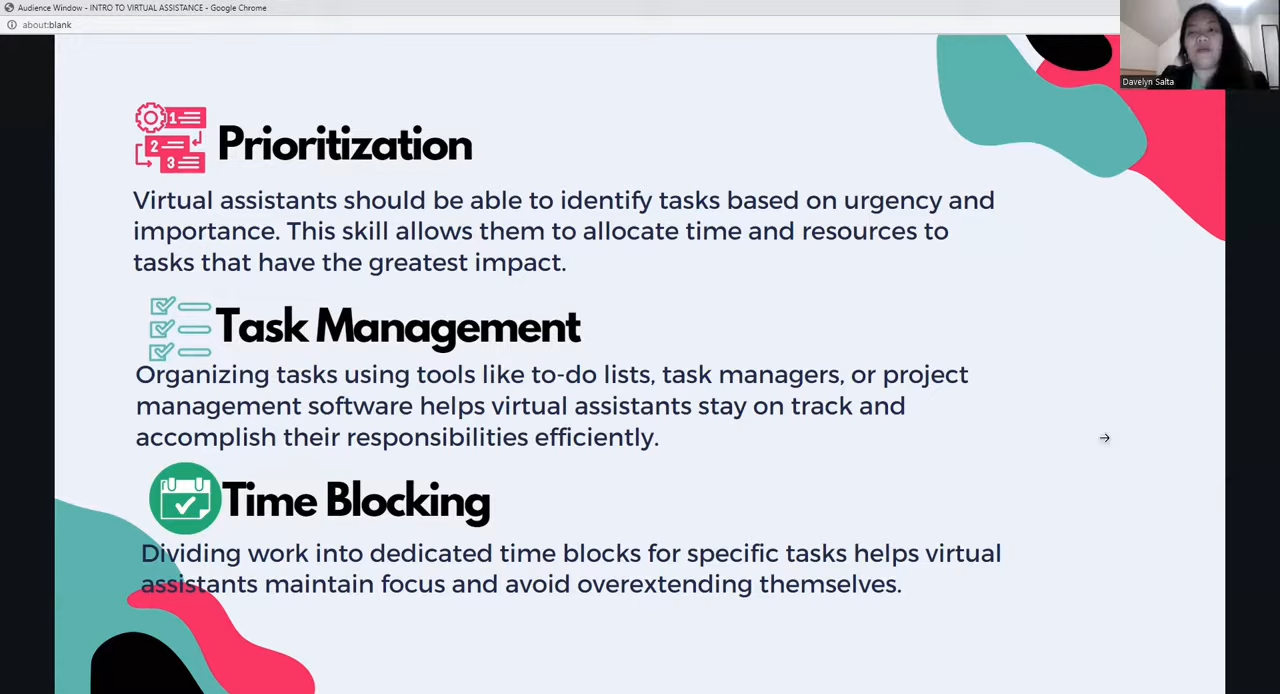 Audience Window - INTRO TO VIRTUAL ASSISTANCE - Google Chrome
about:blank
Davelyn Salta
1
2
3
Prioritization
Virtual assistants should be able to identify tasks based on urgency and
importance. This skill allows them to allocate time and resources to
tasks that have the greatest impact.
Task Management
Organizing tasks using tools like to-do lists, task managers, or project
management software helps virtual assistants stay on track and
accomplish their responsibilities efficiently.
Time Blocking
Dividing work into dedicated time blocks for specific tasks helps virtual
assistants maintain focus and avoid overextending themselves.